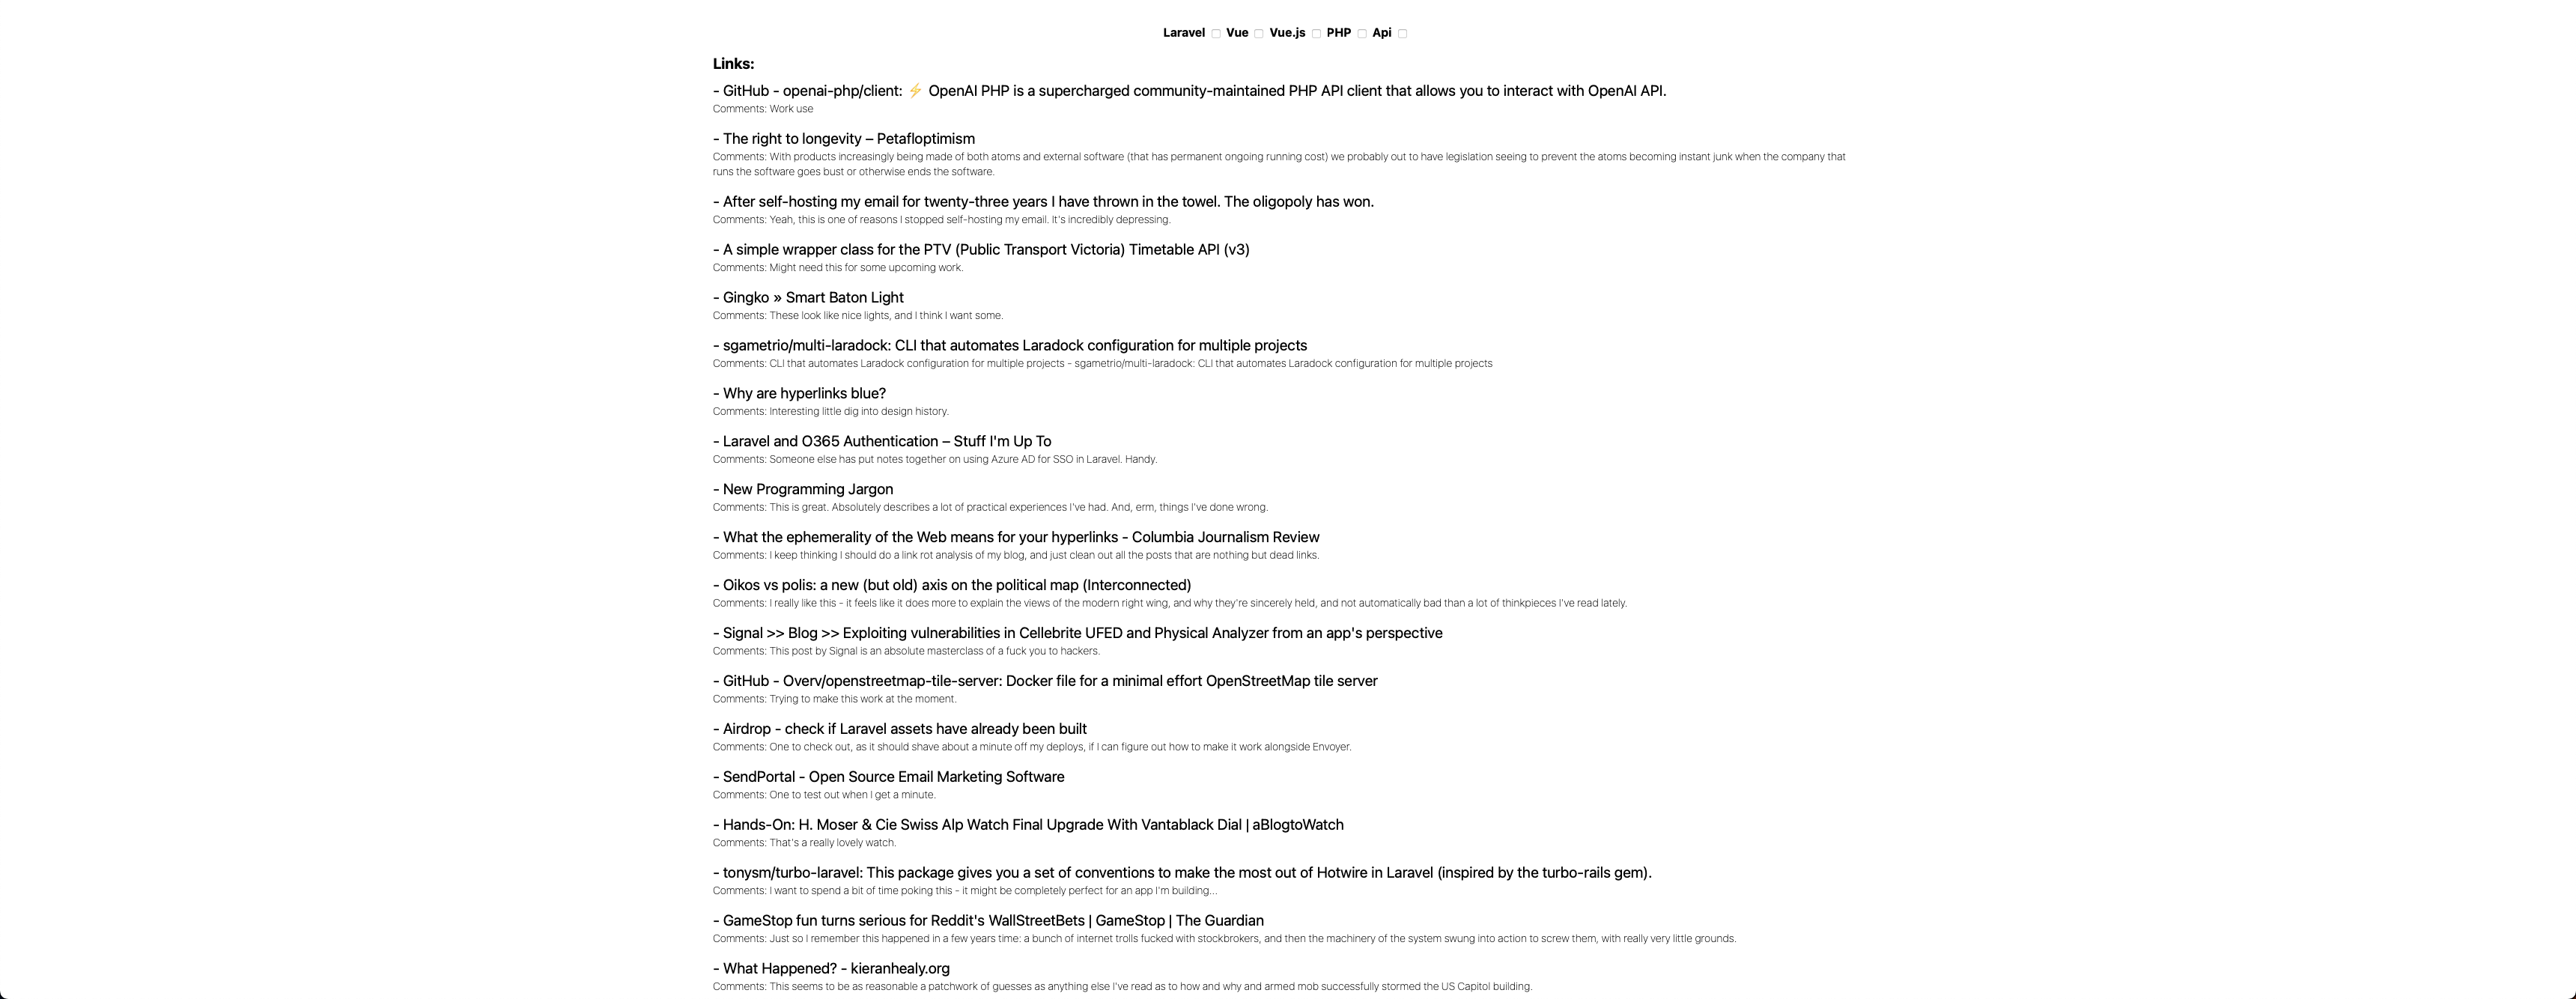 Laravel Vue Vue.js PHP Api
Links:
- GitHub - openai-php/client: ⚡ OpenAI PHP is a supercharged community-maintained PHP API client that allows you to interact with OpenAI API.
Comments: Work use
- The right to longevity – Petafloptimism
Comments: With products increasingly being made of both atoms and external software (that has permanent ongoing running cost) we probably out to have legislation seeing to prevent the atoms becoming instant junk when the company that
runs the software goes bust or otherwise ends the software.
- After self-hosting my email for twenty-three years I have thrown in the towel. The oligopoly has won.
Comments: Yeah, this is one of reasons I stopped self-hosting my email. It's incredibly depressing.
- A simple wrapper class for the PTV (Public Transport Victoria) Timetable API (v3)
Comments: Might need this for some upcoming work.
- Gingko » Smart Baton Light
Comments: These look like nice lights, and I think I want some.
- sgametrio/multi-laradock: CLI that automates Laradock configuration for multiple projects
Comments: CLI that automates Laradock configuration for multiple projects - sgametrio/multi-laradock: CLI that automates Laradock configuration for multiple projects
- Why are hyperlinks blue?
Comments: Interesting little dig into design history.
- Laravel and O365 Authentication – Stuff I'm Up To
Comments: Someone else has put notes together on using Azure AD for SSO in Laravel. Handy.
- New Programming Jargon
Comments: This is great. Absolutely describes a lot of practical experiences I've had. And, erm, things I've done wrong.
- What the ephemerality of the Web means for your hyperlinks - Columbia Journalism Review
Comments: I keep thinking I should do a link rot analysis of my blog, and just clean out all the posts that are nothing but dead links.
- Oikos vs polis: a new (but old) axis on the political map (Interconnected)
Comments: I really like this - it feels like it does more to explain the views of the modern right wing, and why they're sincerely held, and not automatically bad than a lot of thinkpieces I've read lately.
- Signal >> Blog >> Exploiting vulnerabilities in Cellebrite UFED and Physical Analyzer from an app's perspective
Comments: This post by Signal is an absolute masterclass of a fuck you to hackers.
- GitHub - Overv/openstreetmap-tile-server: Docker file for a minimal effort OpenStreetMap tile server
Comments: Trying to make this work at the moment.
- Airdrop - check if Laravel assets have already been built
Comments: One to check out, as it should shave about a minute off my deploys, if I can figure out how to make it work alongside Envoyer.
- SendPortal - Open Source Email Marketing Software
Comments: One to test out when I get a minute.
- Hands-On: H. Moser & Cie Swiss Alp Watch Final Upgrade With Vantablack Dial | aBlogtoWatch
Comments: That's a really lovely watch.
- tonysm/turbo-laravel: This package gives you a set of conventions to make the most out of Hotwire in Laravel (inspired by the turbo-rails gem).
Comments: I want to spend a bit of time poking this - it might be completely perfect for an app I'm building...
- GameStop fun turns serious for Reddit's WallStreetBets | GameStop | The Guardian
Comments: Just so I remember this happened in a few years time: a bunch of internet trolls fucked with stockbrokers, and then the machinery of the system swung into action to screw them, with really very little grounds.
- What Happened? - kieranhealy.org
Comments: This seems to be as reasonable a patchwork of guesses as anything else I've read as to how and why and armed mob successfully stormed the US Capitol building.